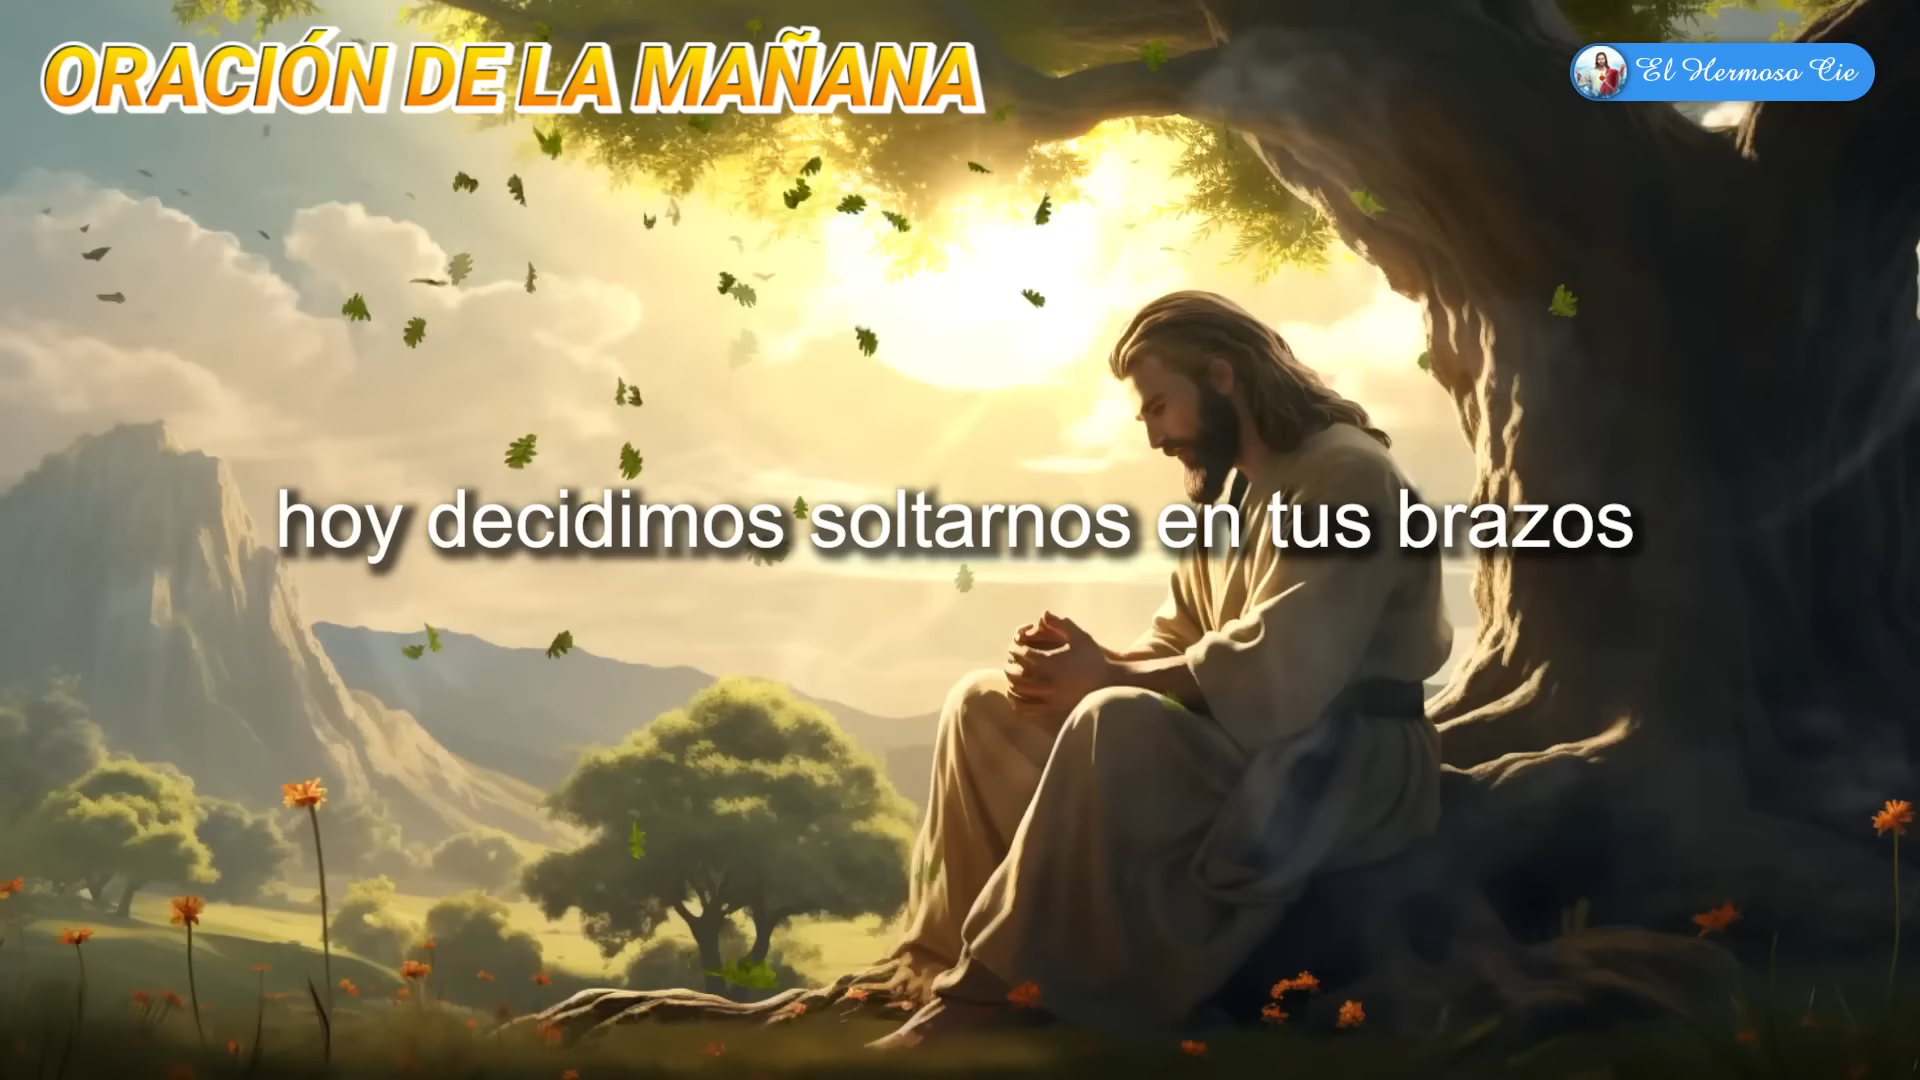 ORACIÓN DE LA MAÑANA
El Hermoso Cie
hoy decidimos soltarnos en tus brazos